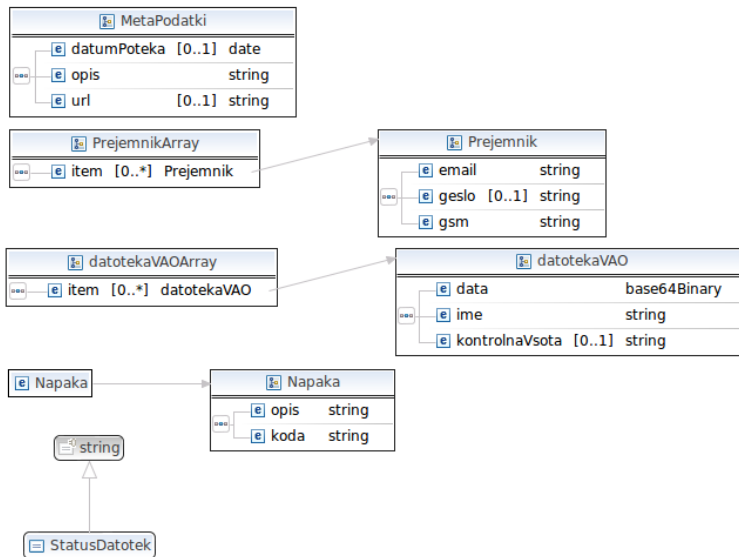 MetaPodatki
datumPoteka [0..1] date
opis string
url [0..1] string
PrejemnikArray
item [0..*] Prejemnik
Prejemnik
email string
geslo [0..1] string
gsm string
datotekaVAOArray
item [0..*] datotekaVAO
datotekaVAO
data base64Binary
ime string
kontrolnaVsota [0..1] string
e Napaka
Napaka
opis string
koda string
string
StatusDatotek